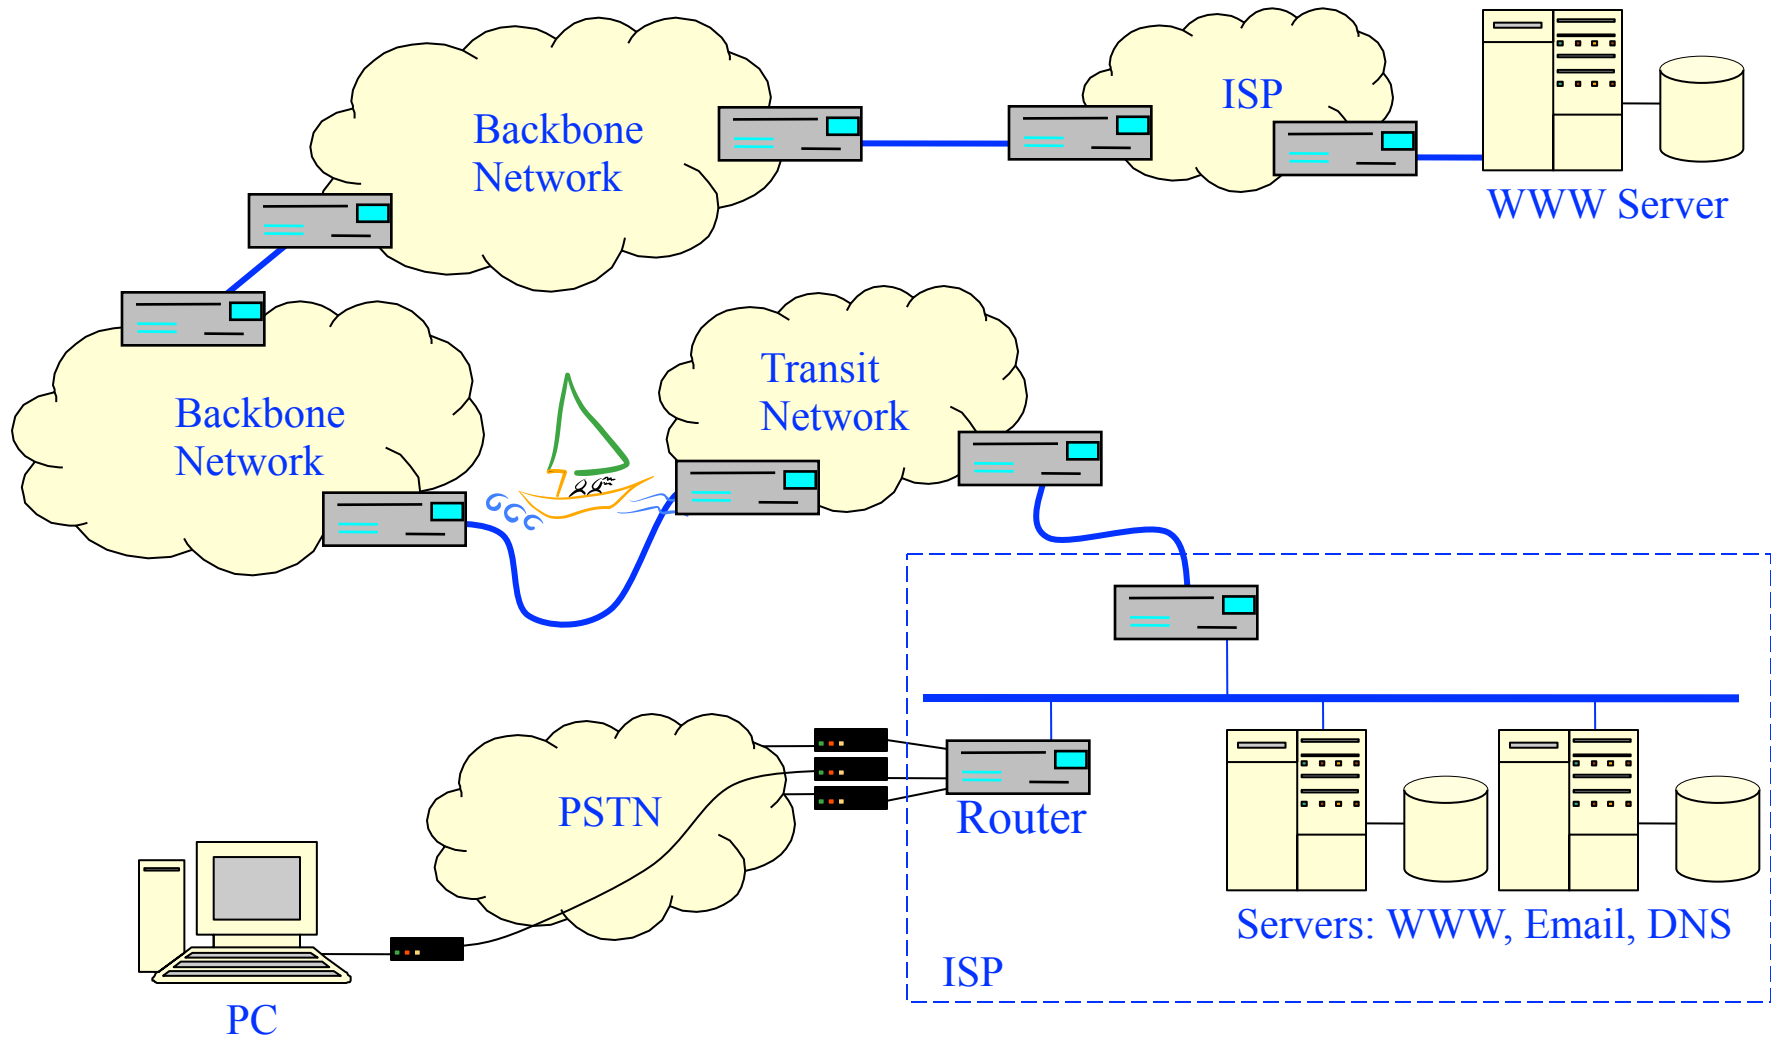 Backbone
Network
ISP
WWW Server
Backbone
Network
Transit
Network
PSTN
Router
Servers: WWW, Email, DNS
ISP
PC